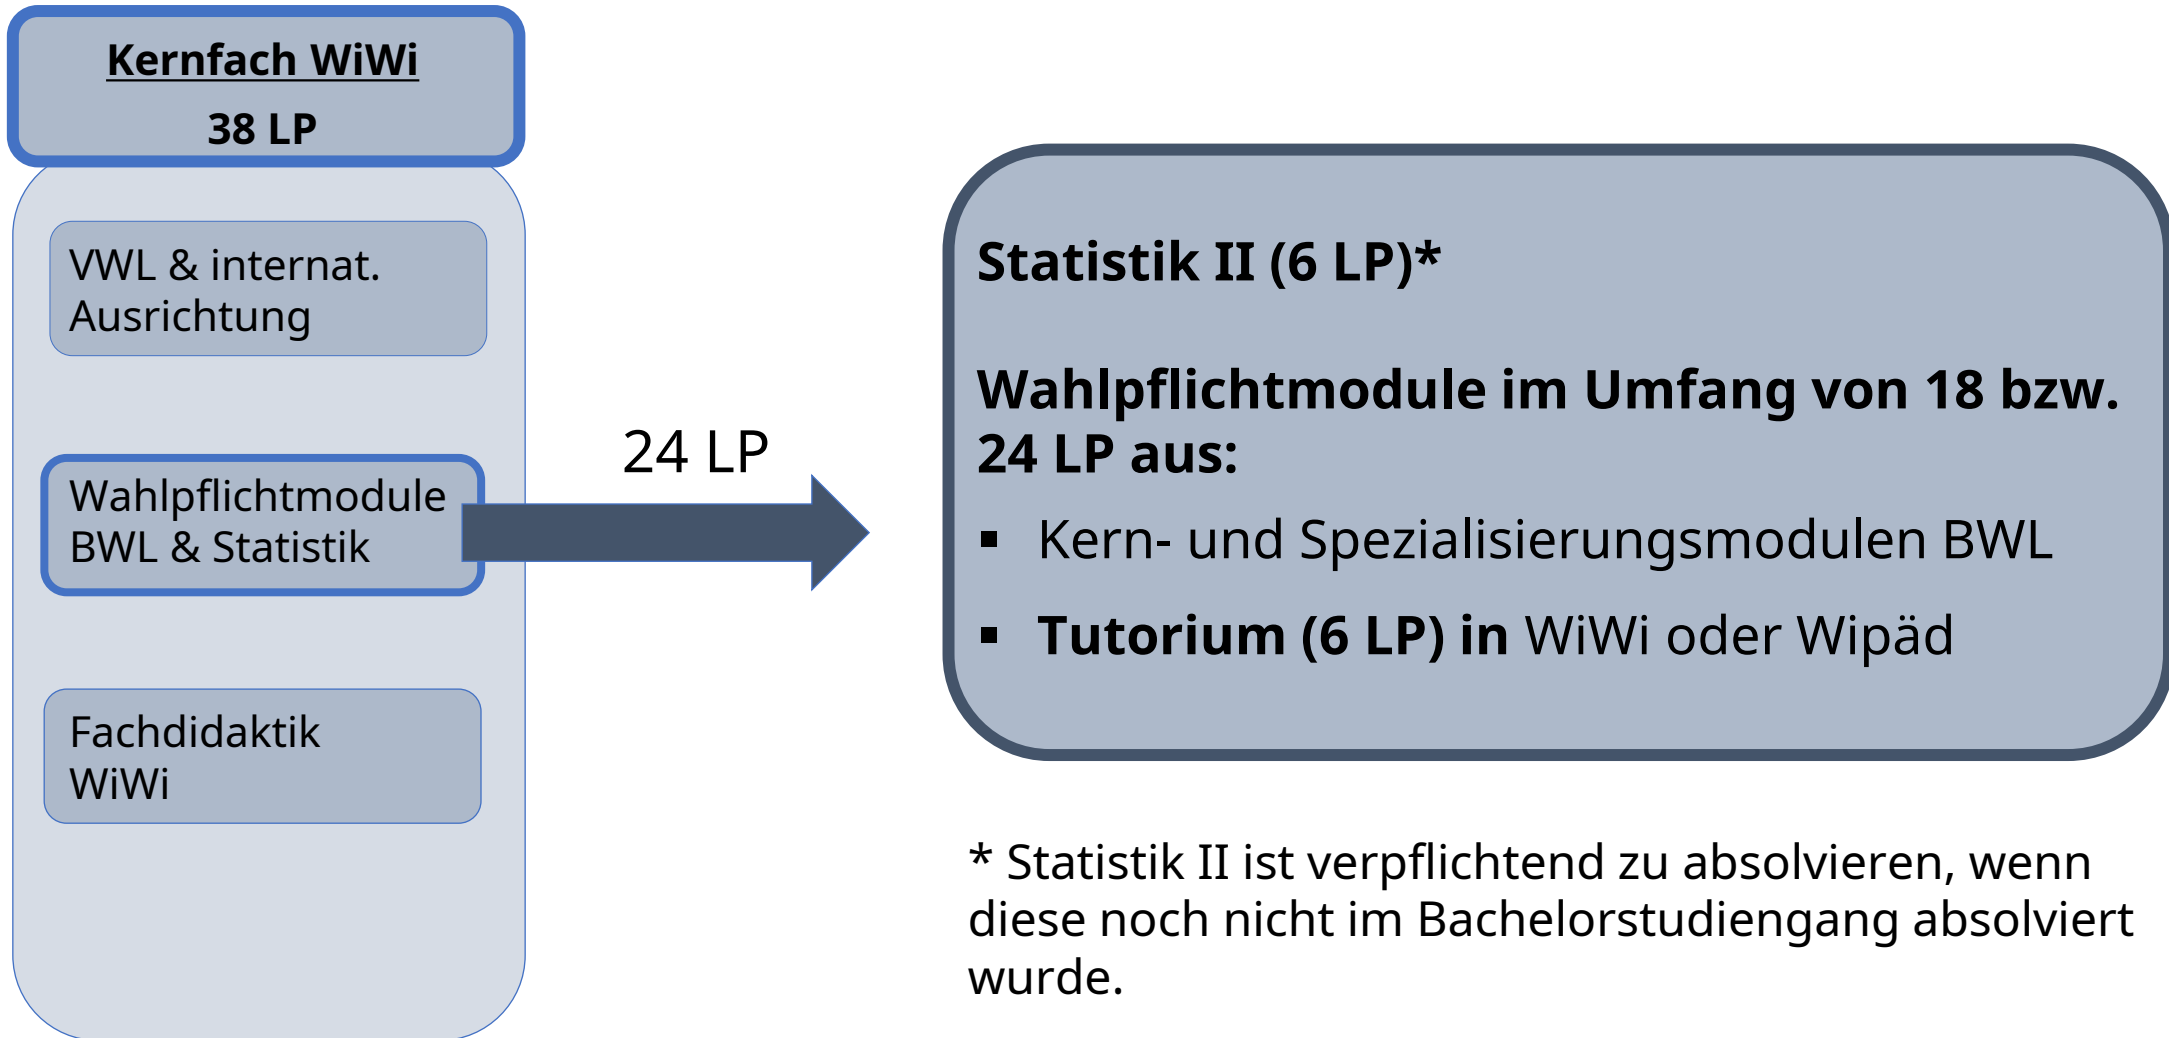 Kernfach WiWi
38 LP
VWL & internat.
Ausrichtung
Wahlpflichtmodule
BWL & Statistik
Fachdidaktik
WiWi
24 LP
Statistik II (6 LP)*
Wahlpflichtmodule im Umfang von 18 bzw.
24 LP aus:
▪ Kern- und Spezialisierungsmodulen BWL
▪ Tutorium (6 LP) in WiWi oder Wipäd
* Statistik II ist verpflichtend zu absolvieren, wenn
diese noch nicht im Bachelorstudiengang absolviert
wurde.